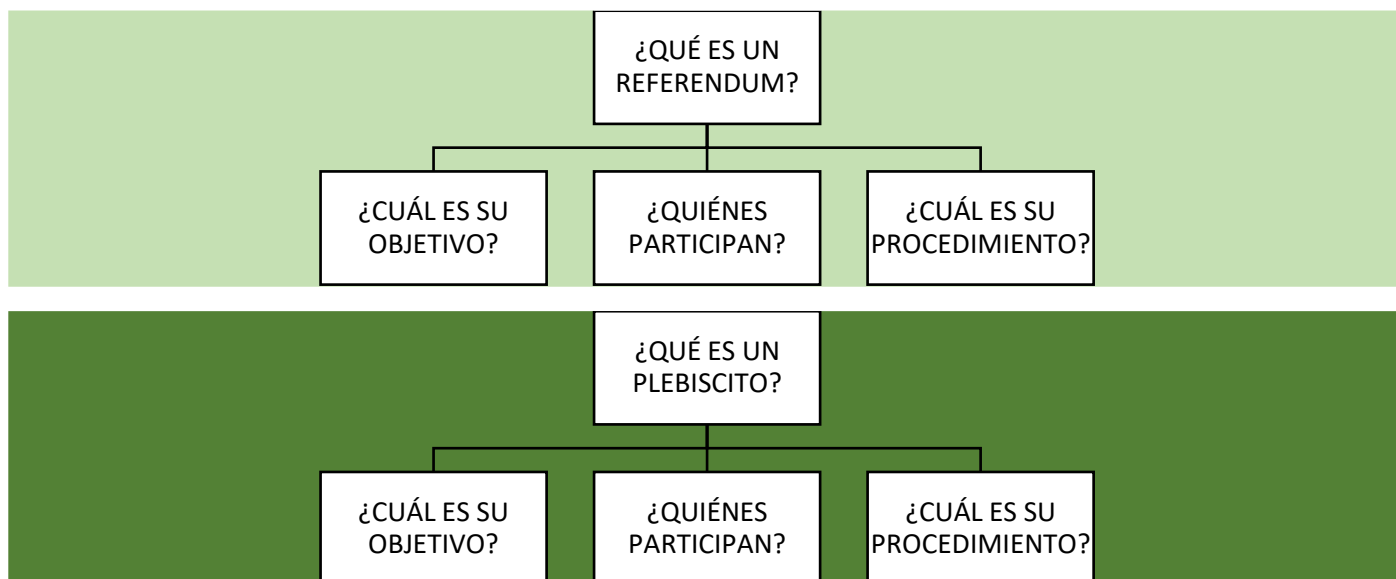 ¿QUÉ ES UN
REFERENDUM?
¿CUÁL ES SU
OBJETIVO?
¿QUIÉNES
PARTICIPAN?
¿CUÁL ES SU
PROCEDIMIENTO?
¿QUÉ ES UN
PLEBISCITO?
¿CUÁL ES SU
OBJETIVO?
¿QUIÉNES
PARTICIPAN?
¿CUÁL ES SU
PROCEDIMIENTO?